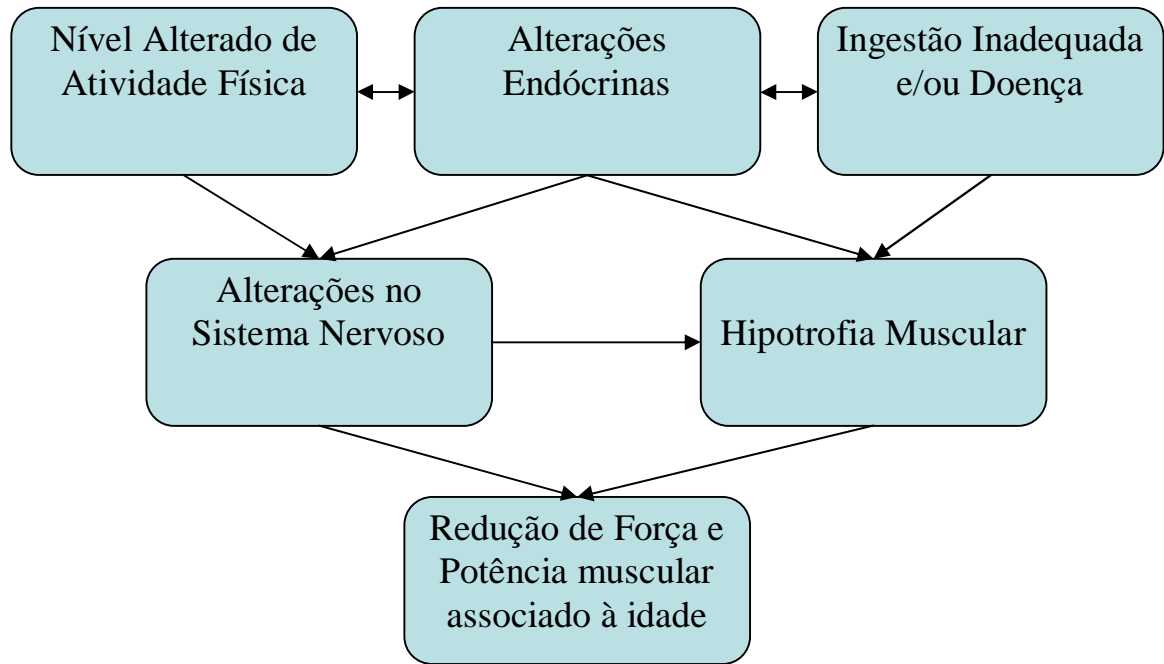 Nível Alterado de
Atividade Física
Alterações
Endócrinas
Ingestão Inadequada
e/ou Doença
Alterações no
Sistema Nervoso
Hipotrofia Muscular
Redução de Força e
Potência muscular
associado à idade